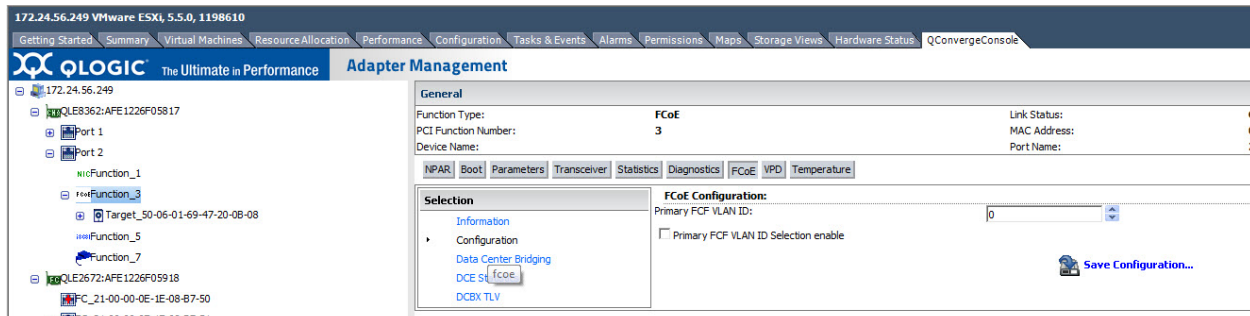 172.24.56.249 VMware ESXi, 5.5.0, 1198610
Getting Started Summary Virtual Machines Resource Allocation Performance Configuration Tasks & Events Alarms Permissions Maps Storage Views Hardware Status QConvergeConsole
QLOGIC The Ultimate in Performance Adapter Management
172.24.56.249
QLE8362:AFE1226F05817
Port 1
Port 2
NIC Function_1
FCoE Function_3
Target_50-06-01-69-47-20-0B-08
iSCSI Function_5
Function_7
QLE2672:AFE1226F05918
FC_21-00-00-0E-1E-08-B7-50
General
Function Type: FCoE Link Status:
PCI Function Number: 3 MAC Address:
Device Name: Port Name:
NPAR Boot Parameters Transceiver Statistics Diagnostics FCoE VPD Temperature
Selection
Information
Configuration
Data Center Bridging
DCE St
fcoe
DCBX TLV
FCoE Configuration:
Primary FCF VLAN ID: 0
Primary FCF VLAN ID Selection enable
Save Configuration...